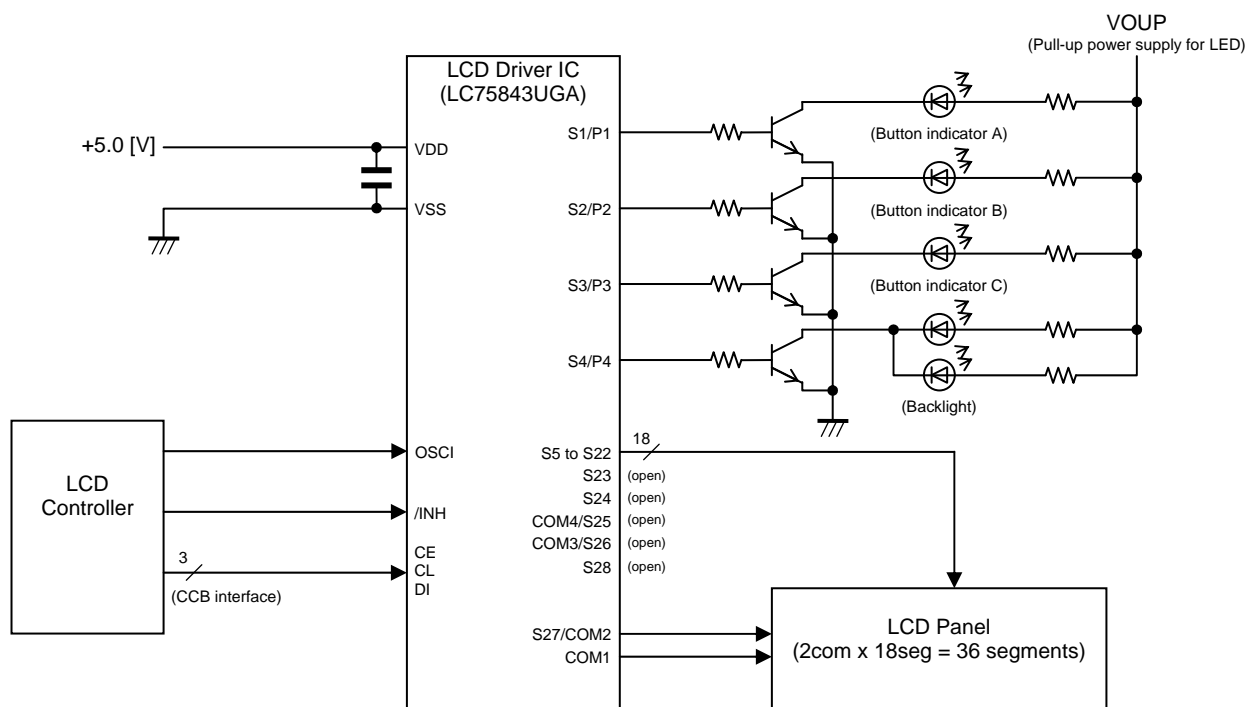 VOUP
(Pull-up power supply for LED)
LCD Driver IC
(LC75843UGA)
+5.0 [V]
VDD
VSS
S1/P1
(Button indicator A)
S2/P2
(Button indicator B)
S3/P3
(Button indicator C)
S4/P4
(Backlight)
LCD
Controller
OSCI
/INH
3
(CCB interface)
CE
CL
DI
18
S5 to S22
S23 (open)
S24 (open)
COM4/S25 (open)
COM3/S26 (open)
S28 (open)
S27/COM2
COM1
LCD Panel
(2com x 18seg = 36 segments)